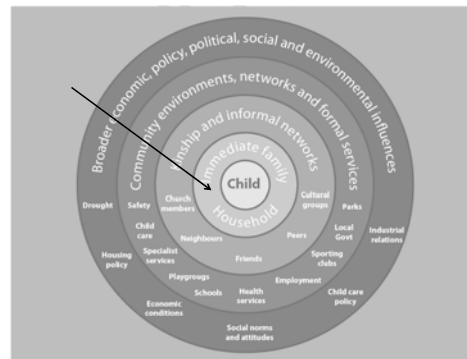 Broader economic, policy, political, social and environmental influences
Community environments, networks and formal services
Kinship and informal networks
Immediate family
Child
Household
Drought
Safety
Church
members
Cultural
groups
Parks
Child
care
Neighbours
Peers
Local
Govt
Industrial
relations
Housing
policy
Specialist
services
Friends
Sporting
clubs
Playgroups
Schools
Health
services
Employment
Child care
policy
Economic
conditions
Social norms
and attitudes